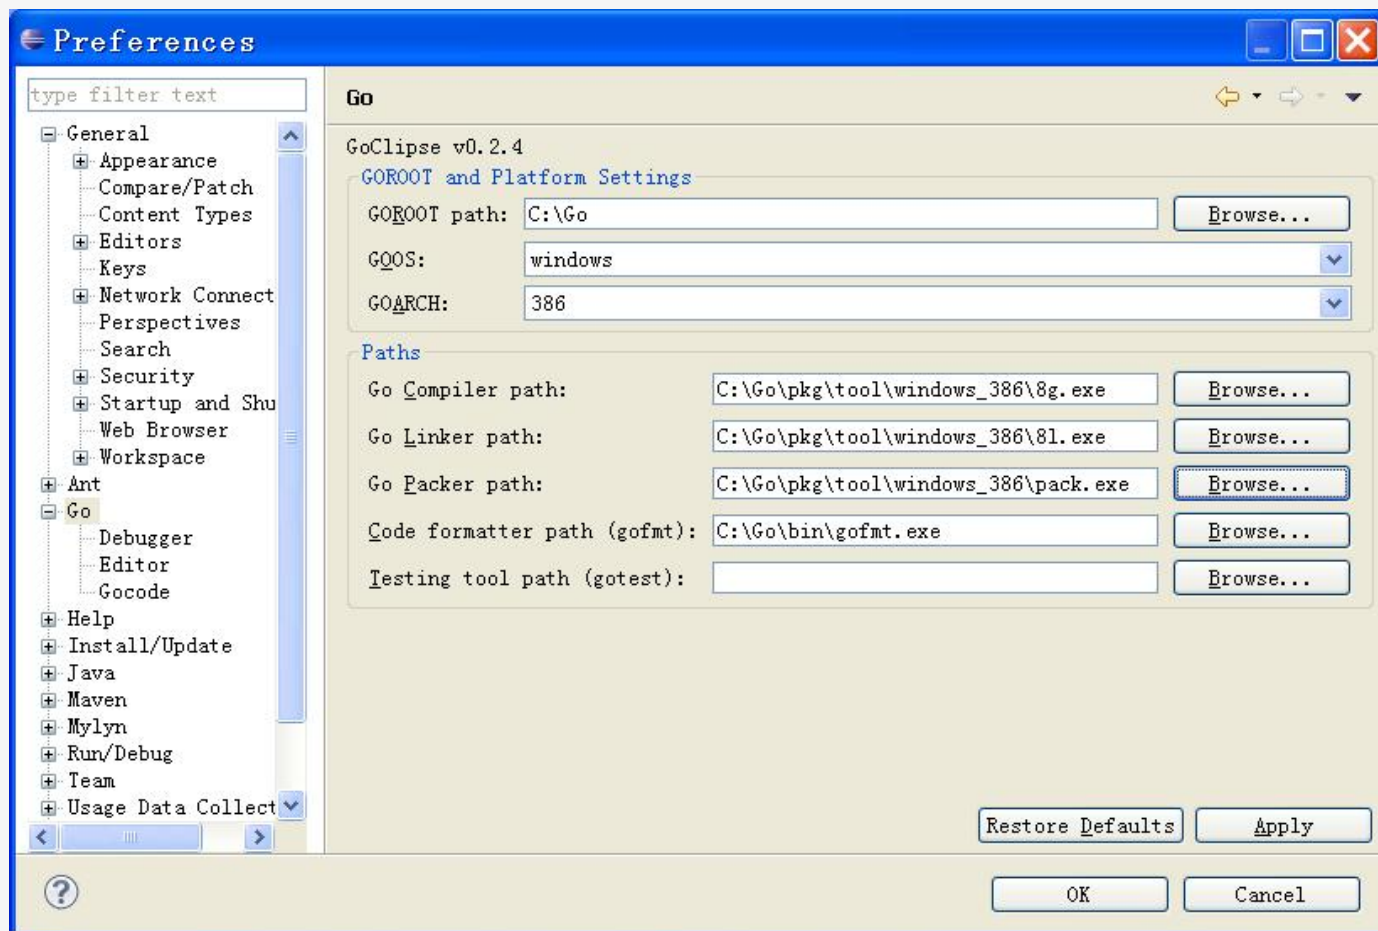 Preferences
type filter text
General
Appearance
Compare/Patch
Content Types
Editors
Keys
Network Connect
Perspectives
Search
Security
Startup and Shu
Web Browser
Workspace
Ant
Go
Debugger
Editor
Gocode
Help
Install/Update
Java
Maven
Mylyn
Run/Debug
Team
Usage Data Collect
Go
GoClipse v0.2.4
GOROOT and Platform Settings
GOROOT path: C:\Go Browse...
GOOS: windows
GOARCH: 386
Paths
Go Compiler path: C:\Go\pkg\tool\windows_386\8g.exe Browse...
Go Linker path: C:\Go\pkg\tool\windows_386\8l.exe Browse...
Go Packer path: C:\Go\pkg\tool\windows_386\pack.exe Browse...
Code formatter path (gofmt): C:\Go\bin\gofmt.exe Browse...
Testing tool path (gotest): Browse...
Restore Defaults Apply
? OK Cancel